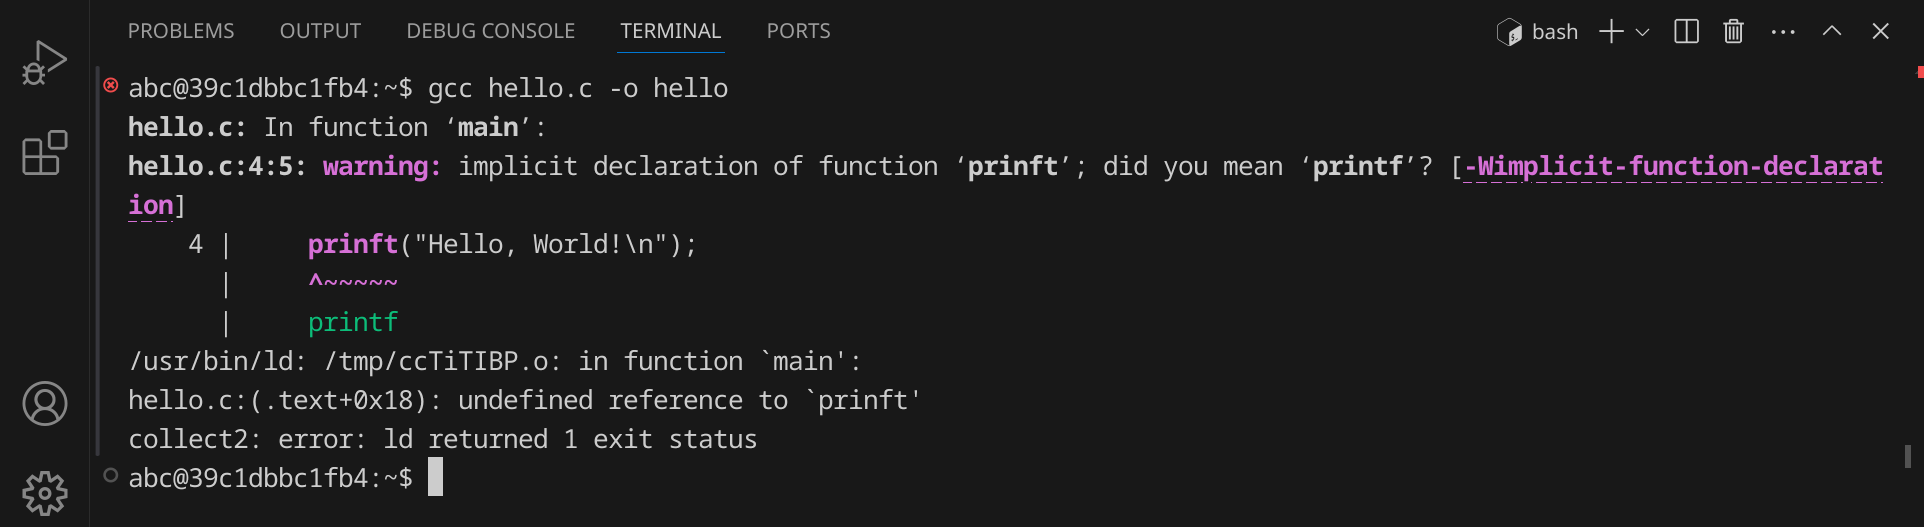 PROBLEMS OUTPUT DEBUG CONSOLE TERMINAL PORTS bash
abc@39c1dbbc1fb4:~$ gcc hello.c -o hello
hello.c: In function ‘main’:
hello.c:4:5: warning: implicit declaration of function ‘prinft’; did you mean ‘printf’? [-Wimplicit-function-declarat
ion]
    4 |     prinft("Hello, World!\n");
      |     ^~~~~~
      |     printf
/usr/bin/ld: /tmp/ccTiTIBP.o: in function `main':
hello.c:(.text+0x18): undefined reference to `prinft'
collect2: error: ld returned 1 exit status
abc@39c1dbbc1fb4:~$